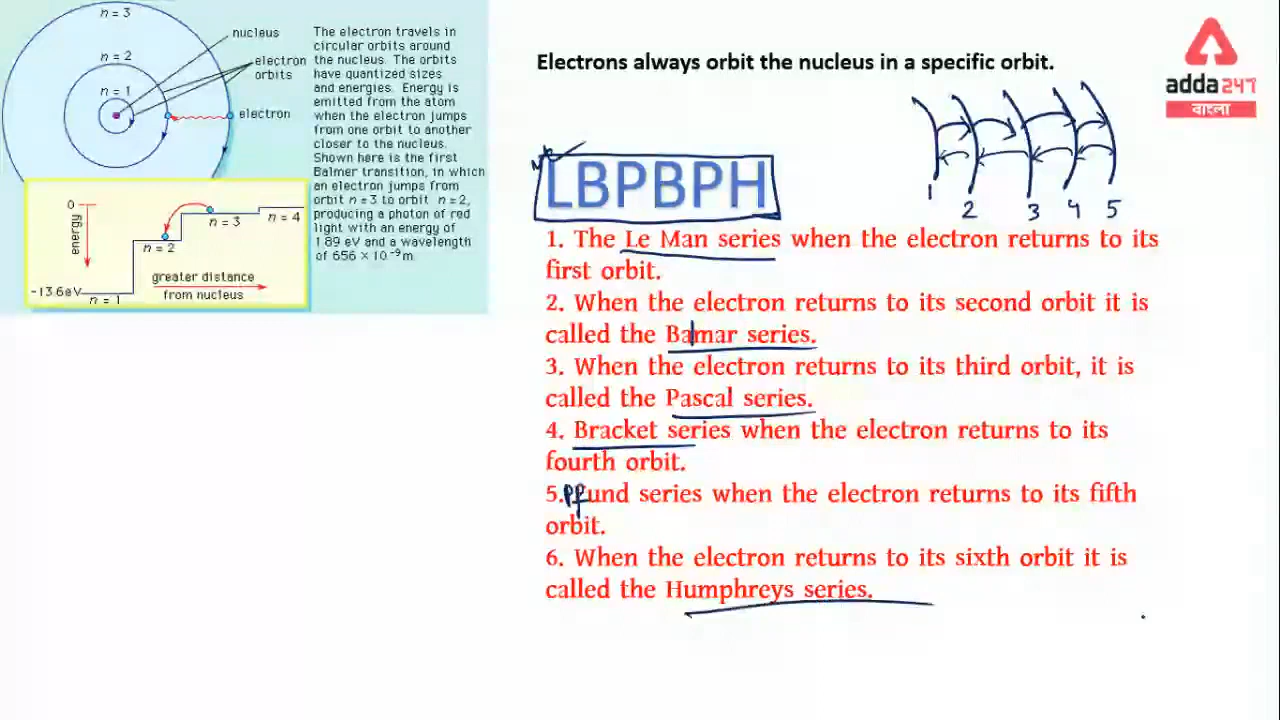 n = 3
n = 2
n = 1
nucleus
electron
orbits
electron
The electron travels in
circular orbits around
the nucleus. The orbits
have quantized sizes
and energies. Energy is
emitted from the atom
when the electron jumps
from one orbit to another
closer to the nucleus.
Shown here is the first
Balmer transition, in which
an electron jumps from
orbit n = 3 to orbit n = 2,
producing a photon of red
light with an energy of
1.89 eV and a wavelength
of 656 × 10⁻⁹ m.
0
energy
n = 4
n = 3
n = 2
-13.6eV
n = 1
greater distance
from nucleus
Electrons always orbit the nucleus in a specific orbit.
adda247
বাংলা
1 2 3 4 5
LBPBPH
1. The Le Man series when the electron returns to its
first orbit.
2. When the electron returns to its second orbit it is
called the Balmar series.
3. When the electron returns to its third orbit, it is
called the Pascal series.
4. Bracket series when the electron returns to its
fourth orbit.
5. Pfund series when the electron returns to its fifth
orbit.
6. When the electron returns to its sixth orbit it is
called the Humphreys series.